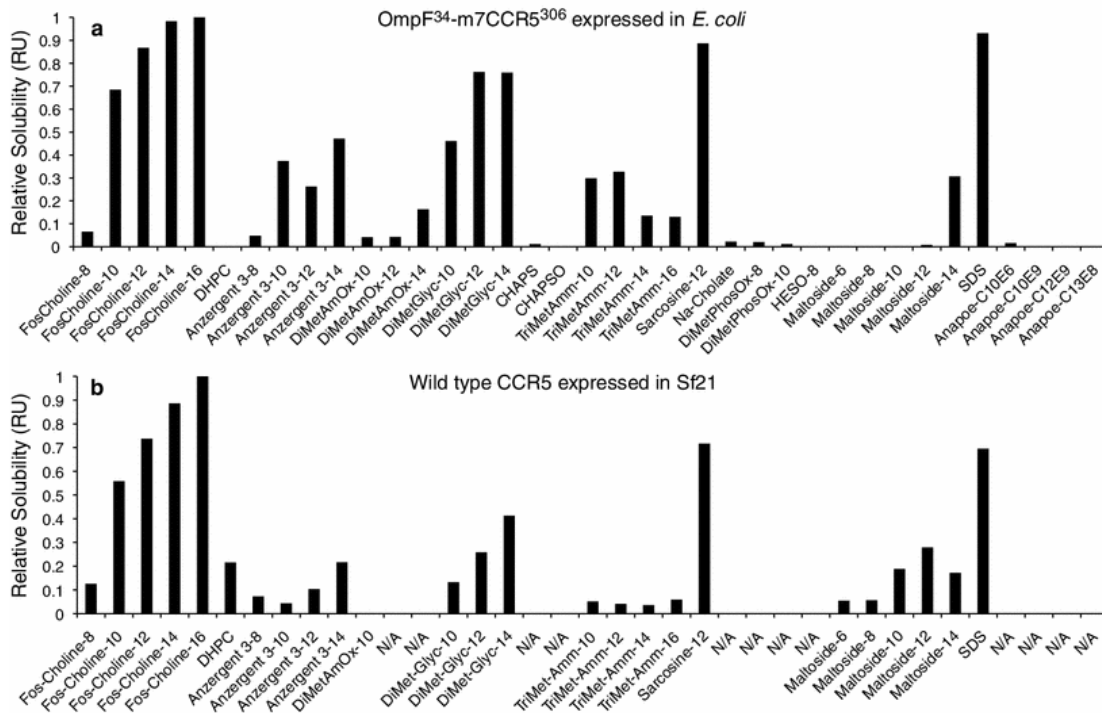 a
OmpF34-m7CCR5306 expressed in E. coli
Relative Solubility (RU)
1
0.9
0.8
0.7
0.6
0.5
0.4
0.3
0.2
0.1
0
FosCholine-8
FosCholine-10
FosCholine-12
FosCholine-14
FosCholine-16
DHPC
Anzergent 3-8
Anzergent 3-10
Anzergent 3-12
Anzergent 3-14
DiMetAmOx-10
DiMetAmOx-12
DiMetAmOx-14
DiMetGlyc-10
DiMetGlyc-12
DiMetGlyc-14
CHAPS
CHAPSO
TriMetAmm-10
TriMetAmm-12
TriMetAmm-14
TriMetAmm-16
Sarcosine-12
Na-Cholate
DiMetPhosOx-8
DiMetPhosOx-10
HESO-8
Maltoside-6
Maltoside-8
Maltoside-10
Maltoside-12
Maltoside-14
SDS
Anapoe-C10E6
Anapoe-C10E9
Anapoe-C12E8
Anapoe-C13E8
b
Wild type CCR5 expressed in Sf21
Relative Solubility (RU)
1
0.9
0.8
0.7
0.6
0.5
0.4
0.3
0.2
0.1
0
Fos-Choline-8
Fos-Choline-10
Fos-Choline-12
Fos-Choline-14
Fos-Choline-16
DHPC
Anzergent 3-8
Anzergent 3-10
Anzergent 3-12
Anzergent 3-14
DiMetAmOx-10
N/A
N/A
DiMet-Glyc-10
DiMet-Glyc-12
DiMet-Glyc-14
N/A
N/A
TriMet-Amm-10
TriMet-Amm-12
TriMet-Amm-14
TriMet-Amm-16
Sarcosine-12
N/A
N/A
N/A
N/A
Maltoside-6
Maltoside-8
Maltoside-10
Maltoside-12
Maltoside-14
SDS
N/A
N/A
N/A
N/A